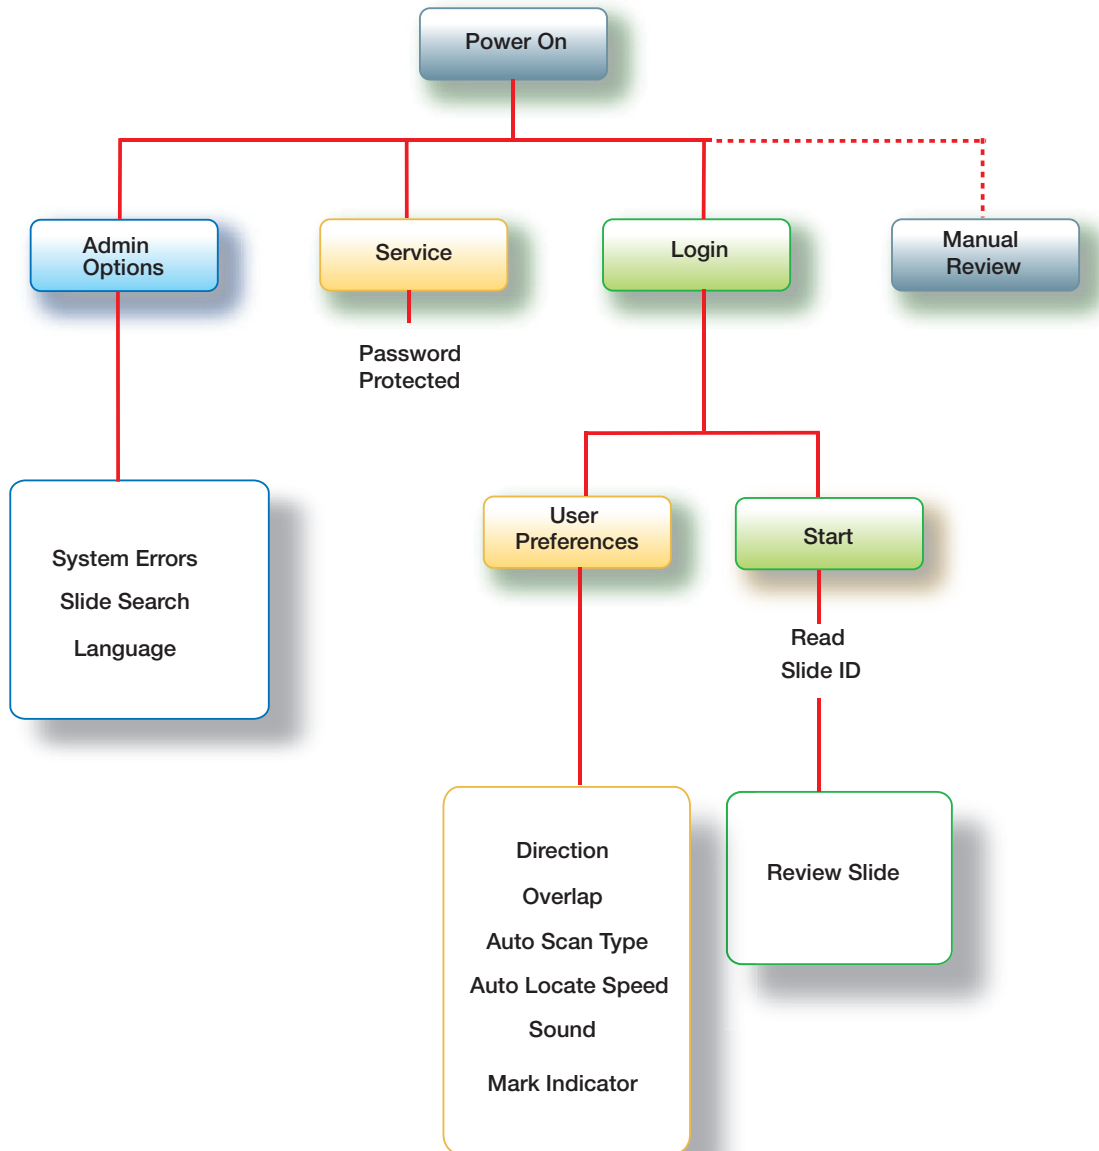 Power On
Admin
Options
Service
Login
Manual
Review
Password
Protected
User
Preferences
Start
System Errors
Slide Search
Language
Read
Slide ID
Direction
Overlap
Auto Scan Type
Auto Locate Speed
Sound
Mark Indicator
Review Slide